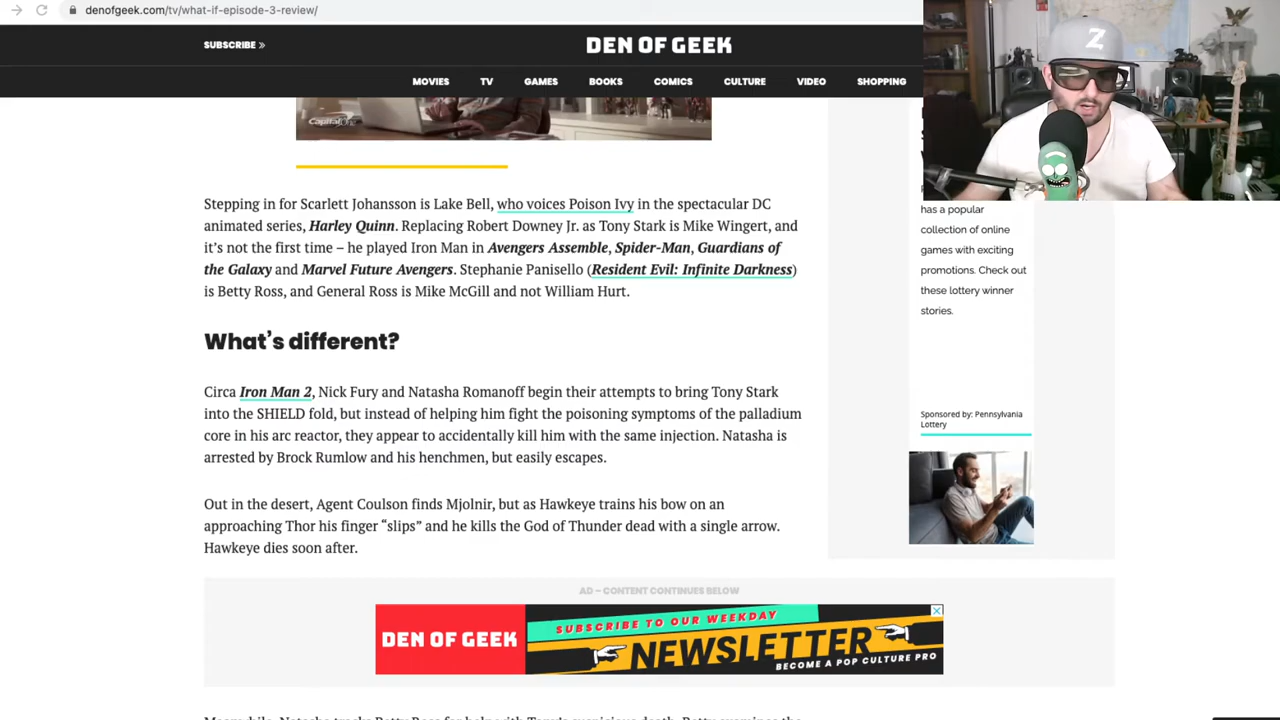 denofgeek.com/tv/what-if-episode-3-review/
SUBSCRIBE »
DEN OF GEEK
MOVIES TV GAMES BOOKS COMICS CULTURE VIDEO SHOPPING
Z
Capital One
Stepping in for Scarlett Johansson is Lake Bell, who voices Poison Ivy in the spectacular DC
animated series, Harley Quinn. Replacing Robert Downey Jr. as Tony Stark is Mike Wingert, and
it's not the first time – he played Iron Man in Avengers Assemble, Spider-Man, Guardians of
the Galaxy and Marvel Future Avengers. Stephanie Panisello (Resident Evil: Infinite Darkness)
is Betty Ross, and General Ross is Mike McGill and not William Hurt.
What's different?
Circa Iron Man 2, Nick Fury and Natasha Romanoff begin their attempts to bring Tony Stark
into the SHIELD fold, but instead of helping him fight the poisoning symptoms of the palladium
core in his arc reactor, they appear to accidentally kill him with the same injection. Natasha is
arrested by Brock Rumlow and his henchmen, but easily escapes.
Out in the desert, Agent Coulson finds Mjolnir, but as Hawkeye trains his bow on an
approaching Thor his finger “slips” and he kills the God of Thunder dead with a single arrow.
Hawkeye dies soon after.
has a popular
collection of online
games with exciting
promotions. Check out
these lottery winner
stories.
Sponsored by: Pennsylvania
Lottery
AD – CONTENT CONTINUES BELOW
DEN OF GEEK
SUBSCRIBE TO OUR WEEKDAY
NEWSLETTER
BECOME A POP CULTURE PRO